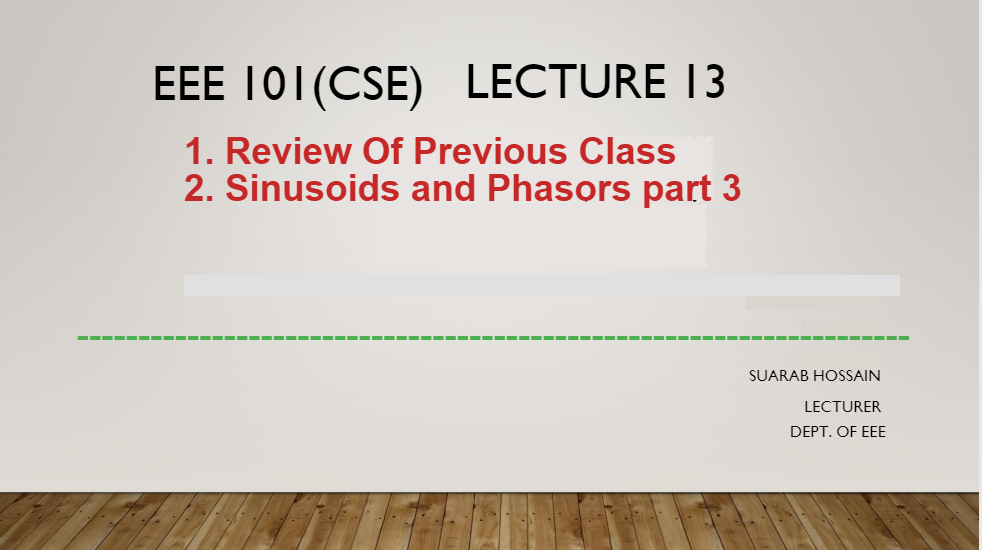 EEE 101(CSE) LECTURE 13
1. Review Of Previous Class
2. Sinusoids and Phasors part 3
SUARAB HOSSAIN
LECTURER
DEPT. OF EEE